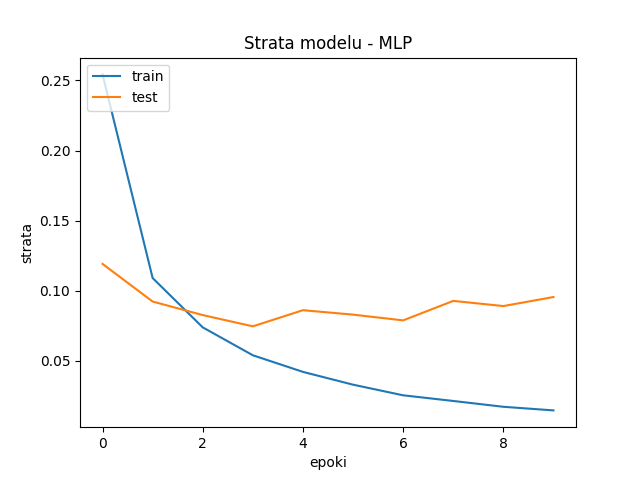 Strata modelu - MLP
train
test
0.25
0.20
0.15
0.10
0.05
strata
0
2
4
6
8
epoki